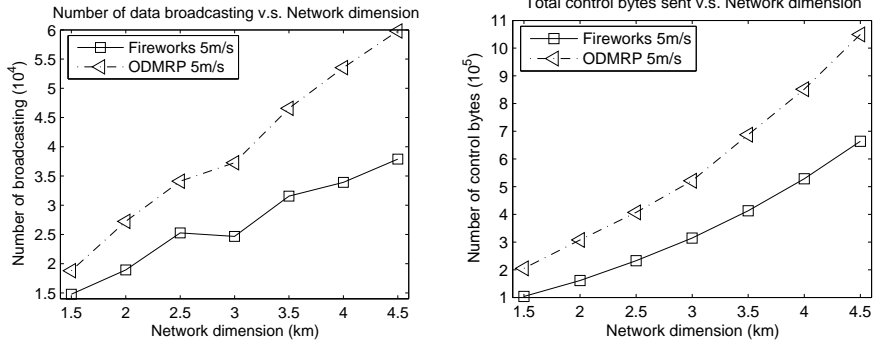 Number of data broadcasting v.s. Network dimension
Number of broadcasting (10^4)
6
5.5
5
4.5
4
3.5
3
2.5
2
1.5
Fireworks 5m/s
ODMRP 5m/s
1.5 2 2.5 3 3.5 4 4.5
Network dimension (km)
Total control bytes sent v.s. Network dimension
Number of control bytes (10^5)
11
10
9
8
7
6
5
4
3
2
1
Fireworks 5m/s
ODMRP 5m/s
1.5 2 2.5 3 3.5 4 4.5
Network dimension (km)